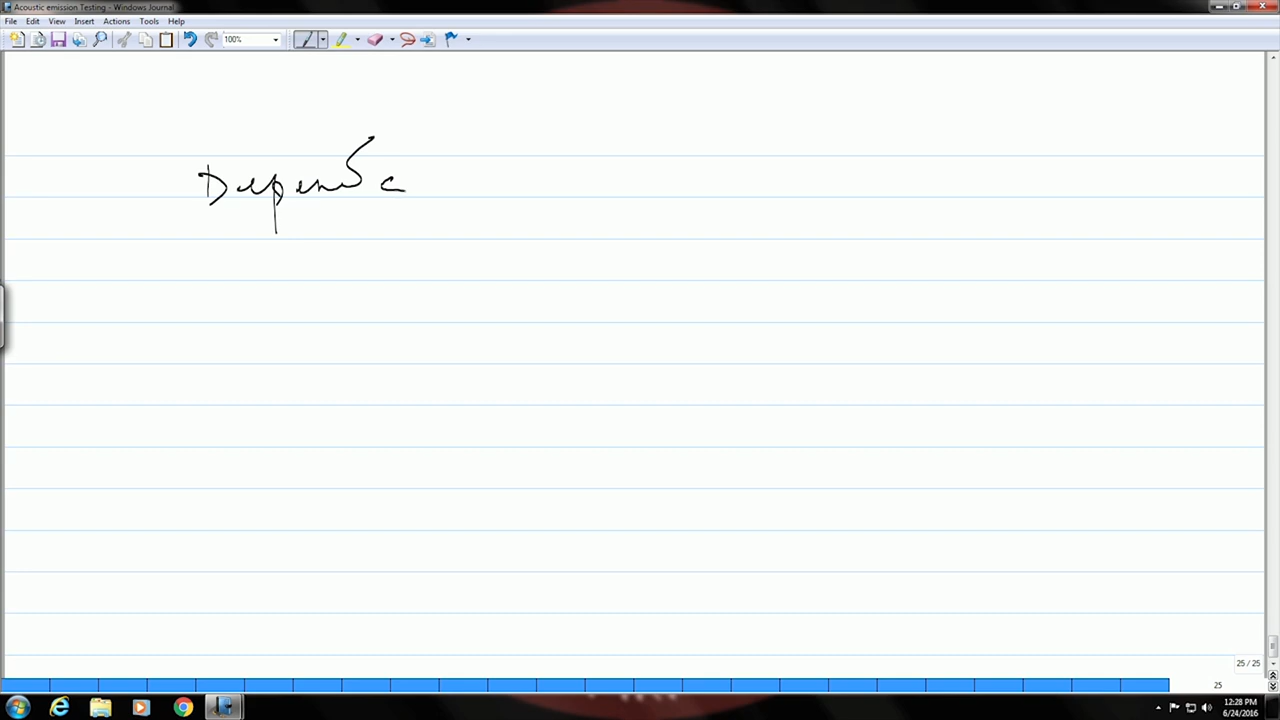 Acoustic emission Testing - Windows Journal
File Edit View Insert Actions Tools Help
100%
Depende
25 / 25
25
12:28 PM
6/24/2016